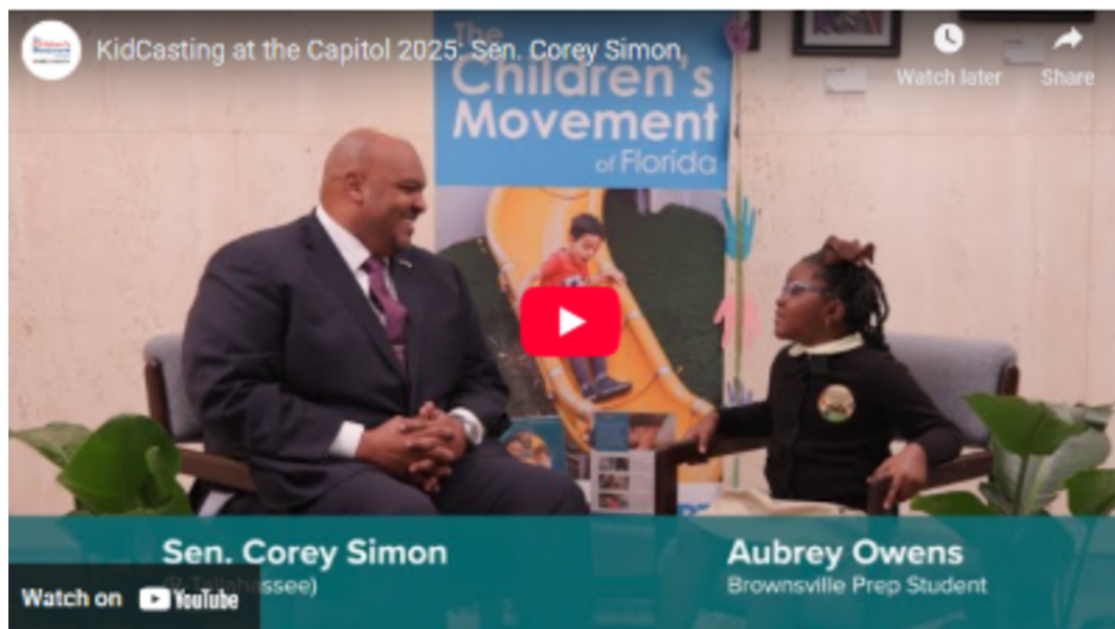 KidCasting at the Capitol 2025: Sen. Corey Simon
Watch later
Share
The
Children's
Movement
of Florida
Sen. Corey Simon
Aubrey Owens
(R-Tallahassee)
Brownsville Prep Student
Watch on YouTube